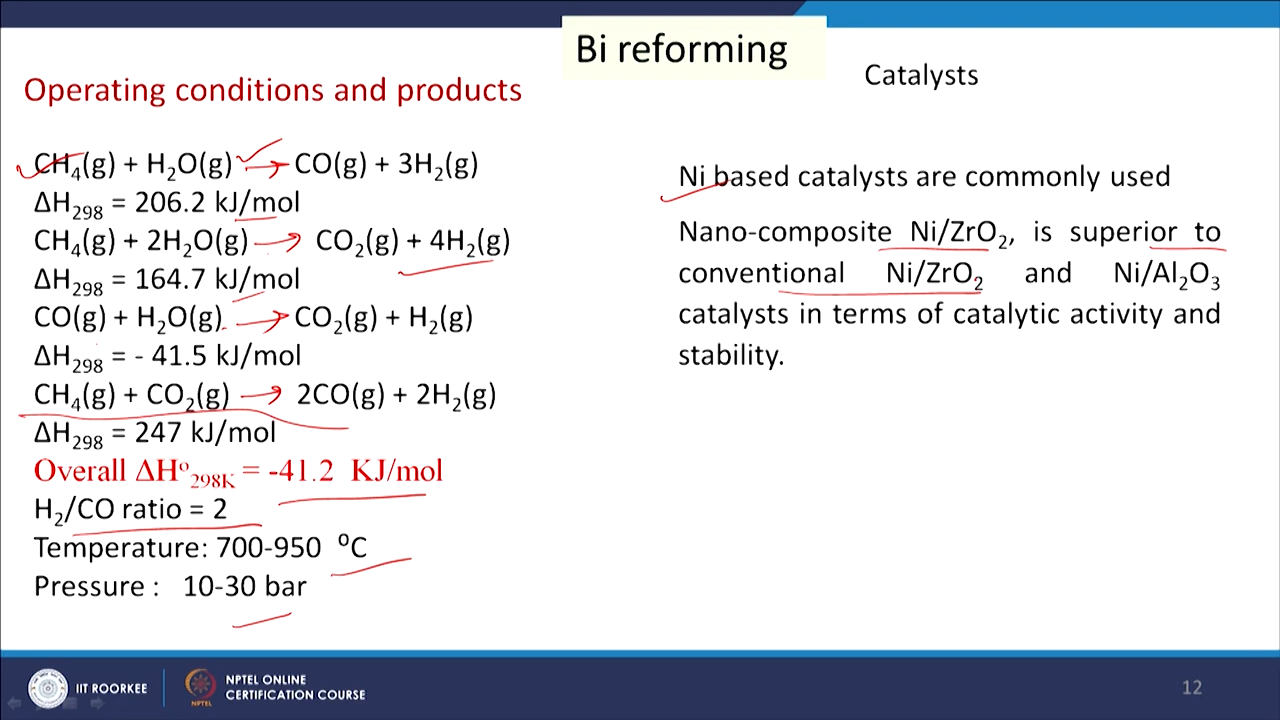 Bi reforming
Operating conditions and products
CH₄(g) + H₂O(g) → CO(g) + 3H₂(g)
ΔH₂₉₈ = 206.2 kJ/mol
CH₄(g) + 2H₂O(g) → CO₂(g) + 4H₂(g)
ΔH₂₉₈ = 164.7 kJ/mol
CO(g) + H₂O(g) → CO₂(g) + H₂(g)
ΔH₂₉₈ = - 41.5 kJ/mol
CH₄(g) + CO₂(g) → 2CO(g) + 2H₂(g)
ΔH₂₉₈ = 247 kJ/mol
Overall ΔHº₂₉₈K = -41.2 KJ/mol
H₂/CO ratio = 2
Temperature: 700-950 ⁰C
Pressure : 10-30 bar
Catalysts
Ni based catalysts are commonly used
Nano-composite Ni/ZrO₂, is superior to
conventional Ni/ZrO₂ and Ni/Al₂O₃
catalysts in terms of catalytic activity and
stability.
IIT ROORKEE
NPTEL
NPTEL ONLINE
CERTIFICATION COURSE
12